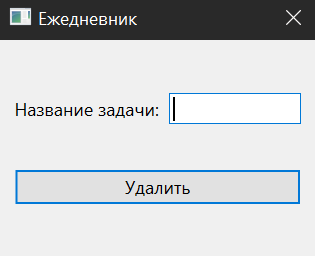 Ежедневник
Название задачи:
Удалить